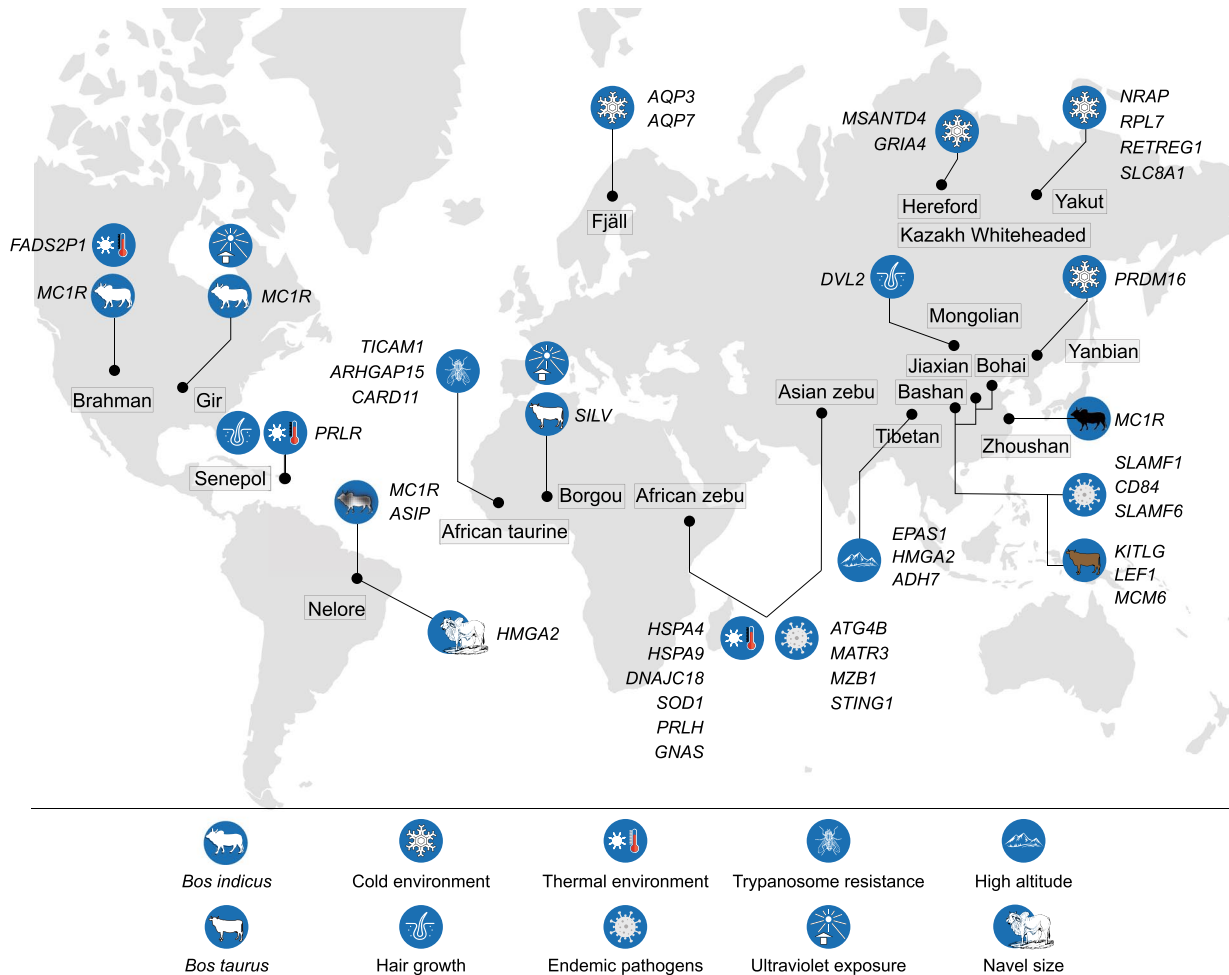 AQP3
AQP7
MSANTD4
GRIA4
NRAP
RPL7
RETREG1
SLC8A1
Fjäll
Hereford
Yakut
Kazakh Whiteheaded
FADS2P1
MC1R
MC1R
DVL2
PRDM16
Mongolian
Jiaxian
Bohai
Yanbian
TICAM1
ARHGAP15
CARD11
Brahman
Gir
Asian zebu
Bashan
SILV
PRLR
Tibetan
Zhoushan
MC1R
Senepol
MC1R
ASIP
African taurine
Borgou
African zebu
SLAMF1
CD84
SLAMF6
EPAS1
HMGA2
ADH7
KITLG
LEF1
MCM6
Nelore
HMGA2
HSPA4
HSPA9
DNAJC18
SOD1
PRLH
GNAS
ATG4B
MATR3
MZB1
STING1
Bos indicus
Cold environment
Thermal environment
Trypanosome resistance
High altitude
Bos taurus
Hair growth
Endemic pathogens
Ultraviolet exposure
Navel size